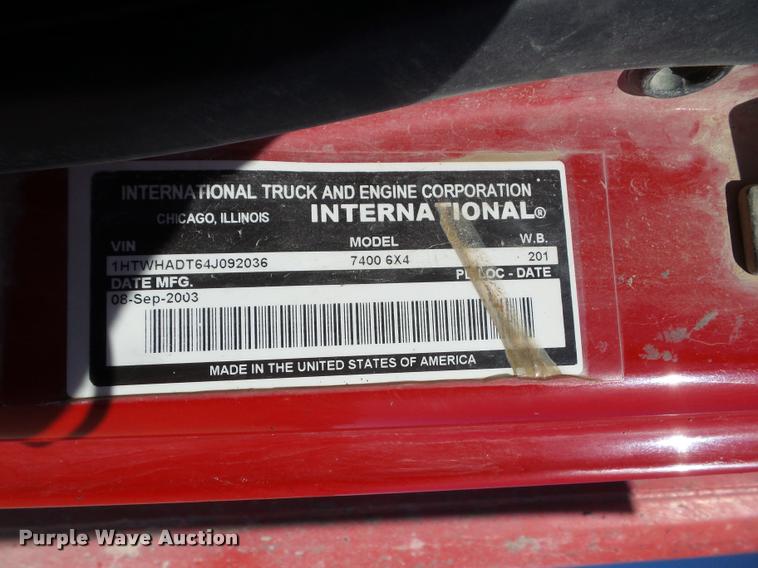 INTERNATIONAL TRUCK AND ENGINE CORPORATION
CHICAGO, ILLINOIS INTERNATIONAL®
VIN MODEL W.B.
1HTWHADT64J092036 7400 6X4 201
DATE MFG. LOC - DATE
08-Sep-2003
MADE IN THE UNITED STATES OF AMERICA
Purple Wave Auction